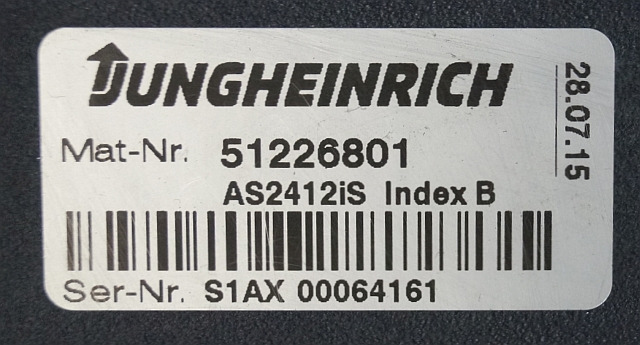 JUNGHEINRICH
28.07.15
Mat-Nr. 51226801
AS2412iS Index B
Ser-Nr. S1AX 00064161